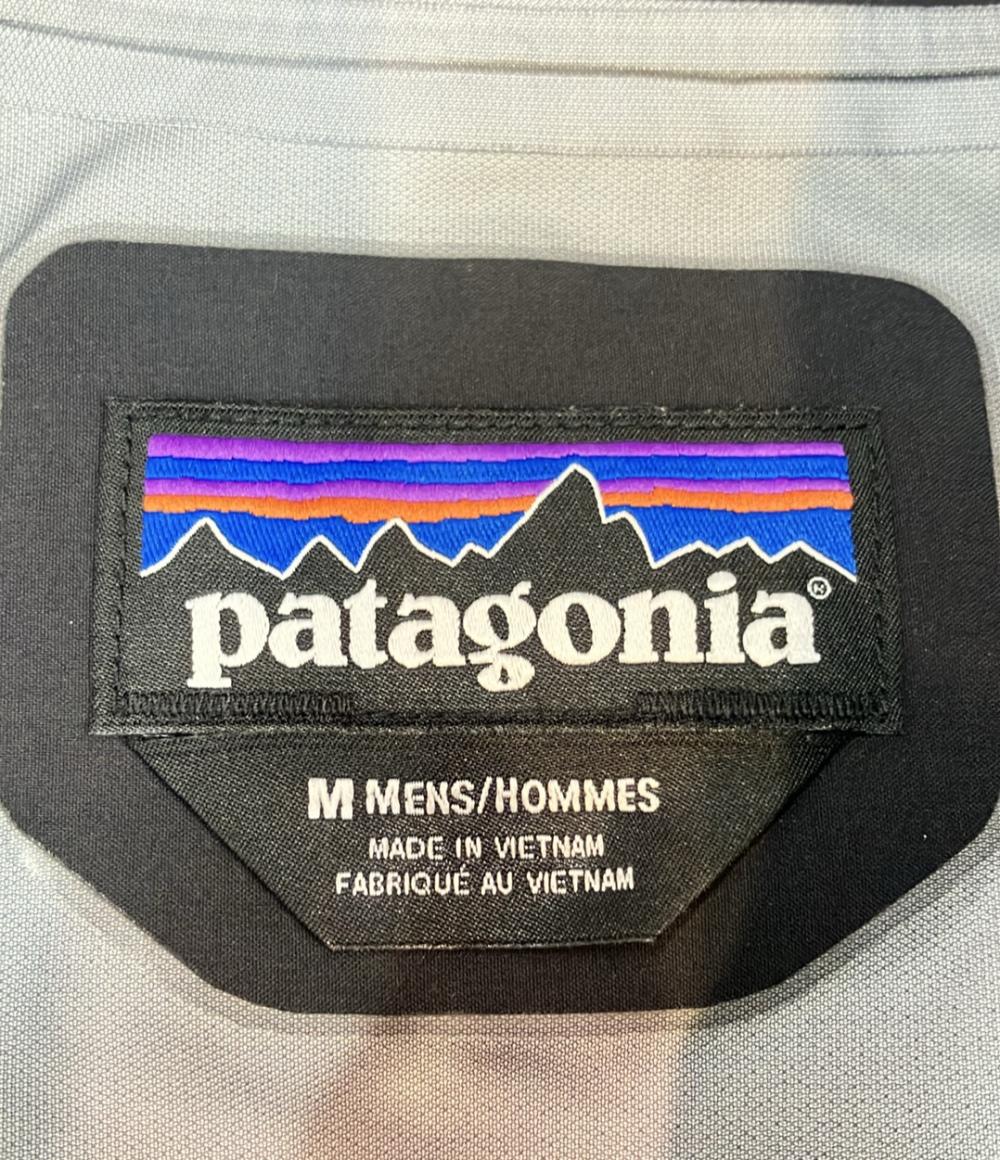 patagonia®
M MENS/HOMMES
MADE IN VIETNAM
FABRIQUÉ AU VIETNAM